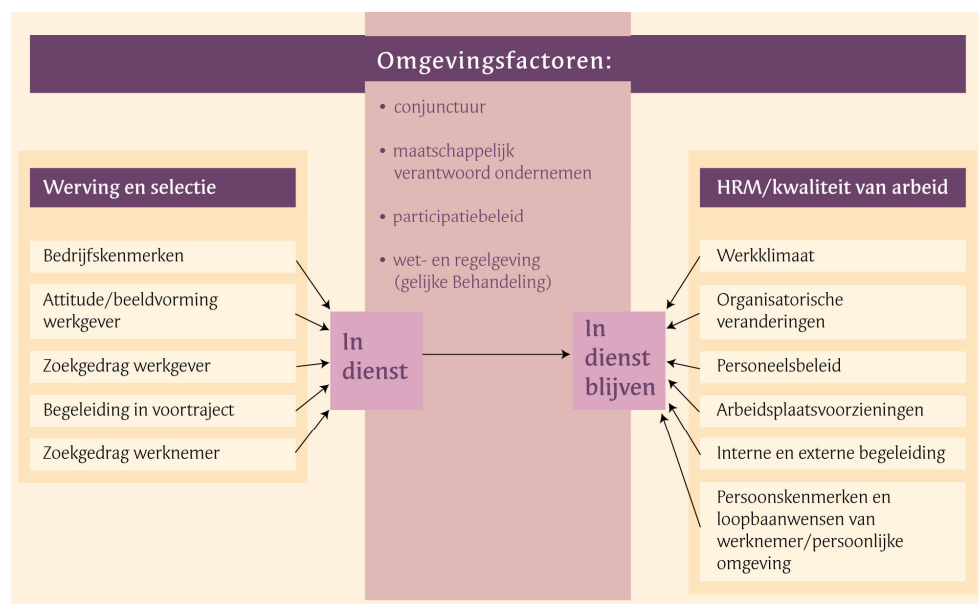 Omgevingsfactoren:
• conjunctuur
• maatschappelijk
verantwoord ondernemen
• participatiebeleid
• wet- en regelgeving
(gelijke Behandeling)
Werving en selectie
Bedrijfskenmerken
Attitude/beeldvorming
werkgever
Zoekgedrag werkgever
Begeleiding in voortraject
Zoekgedrag werknemer
In
dienst
In
dienst
blijven
HRM/kwaliteit van arbeid
Werkklimaat
Organisatorische
veranderingen
Personeelsbeleid
Arbeidsplaatsvoorzieningen
Interne en externe begeleiding
Persoonskenmerken en
loopbaanwensen van
werknemer/persoonlijke
omgeving